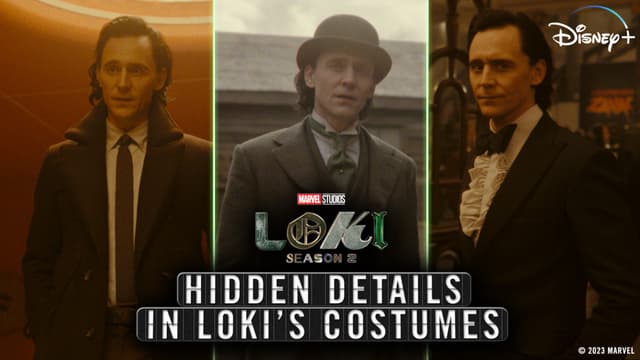 Disney+
MARVEL STUDIOS
LOKI
SEASON 2
HIDDEN DETAILS
IN LOKI'S COSTUMES
© 2023 MARVEL